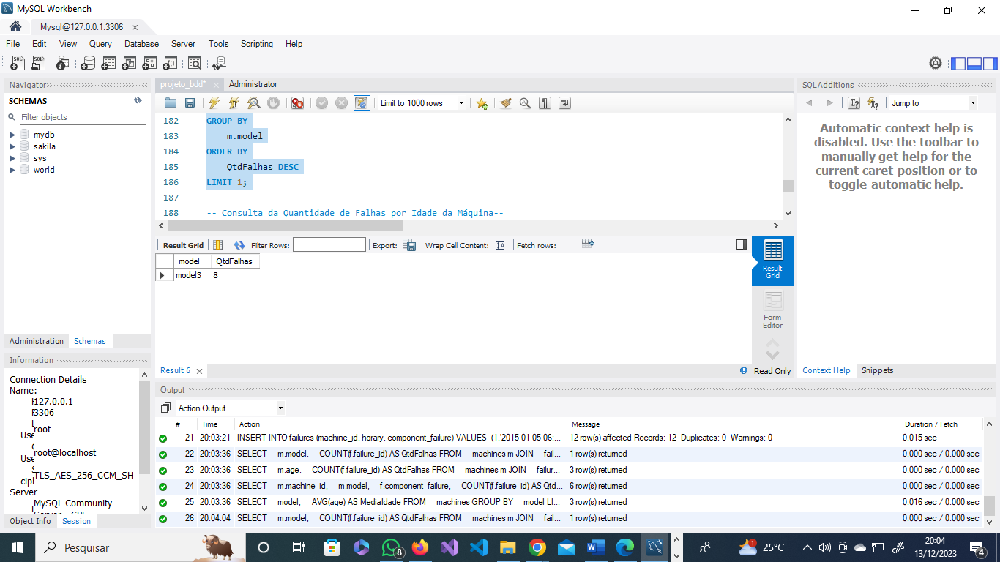 MySQL Workbench
Mysql@127.0.0.1:3306
File Edit View Query Database Server Tools Scripting Help
Navigator
SCHEMAS
Filter objects
mydb
sakila
sys
world
Administration Schemas
Information
Connection Details
Name:
127.0.0.1
3306
root
Use
root@localhost
Use
TLS_AES_256_GCM_SH
cipl
Server
MySQL Community
Object Info Session
projeto_bdd* Administrator
Limit to 1000 rows
182 GROUP BY
183 m.model
184 ORDER BY
185 QtdFalhas DESC
186 LIMIT 1;
187
188 -- Consulta da Quantidade de Falhas por Idade da Máquina--
Result Grid Filter Rows: Export: Wrap Cell Content: Fetch rows:
model QtdFalhas
model3 8
Result Grid
Form Editor
Result 6 Read Only
Output
Action Output
# Time Action Message Duration / Fetch
21 20:03:21 INSERT INTO failures (machine_id, horary, component_failure) VALUES (1,'2015-01-05 06:... 12 row(s) affected Records: 12 Duplicates: 0 Warnings: 0 0.015 sec
22 20:03:36 SELECT m.model, COUNT(f.failure_id) AS QtdFalhas FROM machines m JOIN failur... 1 row(s) returned 0.000 sec / 0.000 sec
23 20:03:36 SELECT m.age, COUNT(f.failure_id) AS QtdFalhas FROM machines m JOIN failur... 3 row(s) returned 0.000 sec / 0.000 sec
24 20:03:36 SELECT m.machine_id, m.model, f.component_failure, COUNT(f.failure_id) AS Qtd... 6 row(s) returned 0.000 sec / 0.000 sec
25 20:03:36 SELECT model, AVG(age) AS MediaIdade FROM machines GROUP BY model LI... 3 row(s) returned 0.016 sec / 0.000 sec
26 20:04:04 SELECT m.model, COUNT(f.failure_id) AS QtdFalhas FROM machines m JOIN failur... 1 row(s) returned 0.000 sec / 0.000 sec
SQLAdditions
Jump to
Automatic context help is
disabled. Use the toolbar to
manually get help for the
current caret position or to
toggle automatic help.
Context Help Snippets
Pesquisar
8
1
25°C
20:04
13/12/2023
4